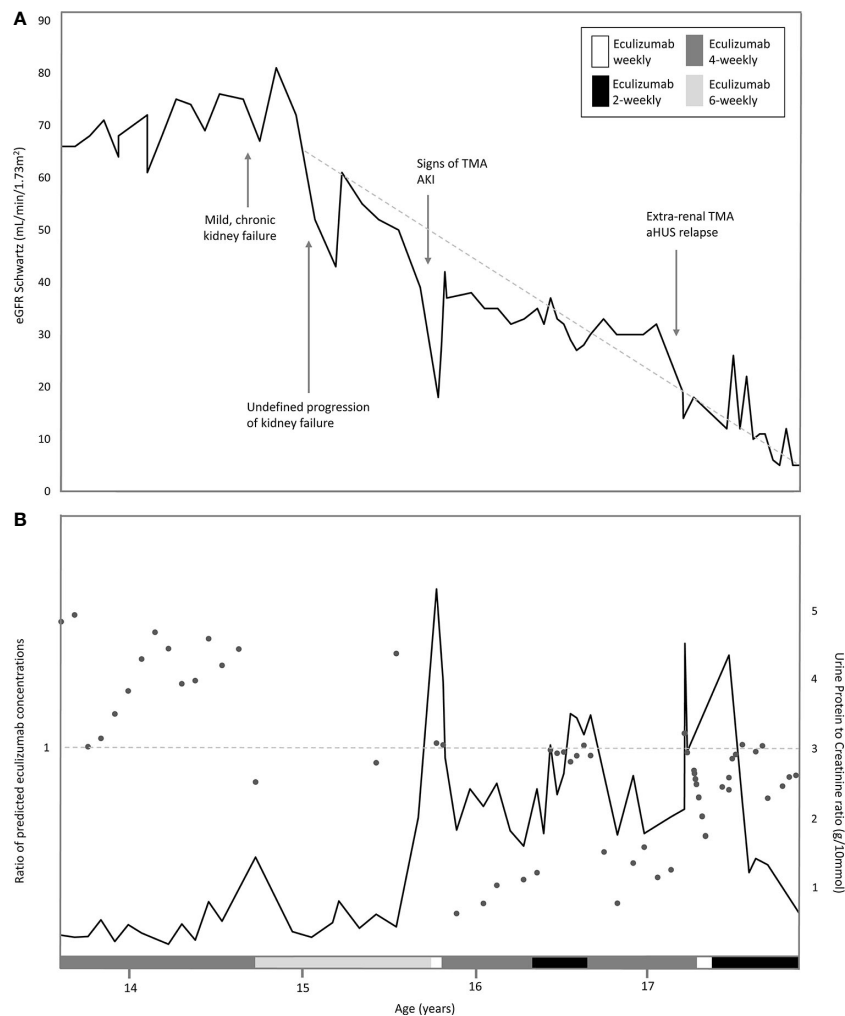 A
90
80
70
60
50
40
30
20
10
0
eGFR Schwartz (mL/min/1.73m²)
Eculizumab
weekly
Eculizumab
4-weekly
Eculizumab
2-weekly
Eculizumab
6-weekly
Mild, chronic
kidney failure
Undefined progression
of kidney failure
Signs of TMA
AKI
Extra-renal TMA
aHUS relapse
B
Ratio of predicted eculizumab concentrations
1
5
4
3
2
1
Urine Protein to Creatinine ratio (g/10mmol)
14
15
16
17
Age (years)